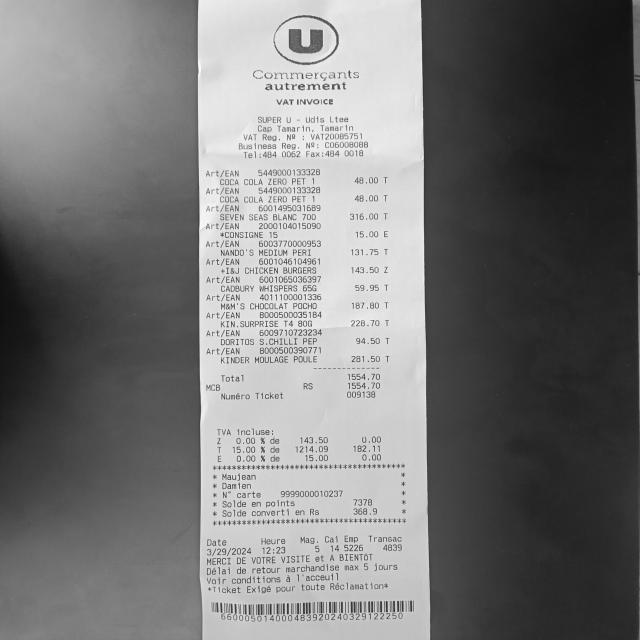 U
Commerçants
autrement
VAT INVOICE
SUPER U - Udis Ltee
Cap Tamarin, Tamarin
VAT Reg. Nº : VAT20085751
Business Reg. Nº: C06008088
Tel:484 0062 Fax:484 0018
Art/EAN 5449000133328
COCA COLA ZERO PET 1 48.00 T
Art/EAN 5449000133328
COCA COLA ZERO PET 1 48.00 T
Art/EAN 6001495031689
SEVEN SEAS BLANC 700 316.00 T
Art/EAN 2000104015090
*CONSIGNE 15 15.00 E
Art/EAN 6003770000953
NANDO'S MEDIUM PERI 131.75 T
Art/EAN 6001046104961
+I&J CHICKEN BURGERS 143.50 Z
Art/EAN 6001065036397
CADBURY WHISPERS 65G 59.95 T
Art/EAN 4011100001336
M&M'S CHOCOLAT POCHO 187.80 T
Art/EAN 8000500035184
KIN.SURPRISE T4 80G 228.70 T
Art/EAN 6009710723234
DORITOS S.CHILLI PEP 94.50 T
Art/EAN 8000500390771
KINDER MOULAGE POULE 281.50 T
--------------
Total 1554.70
MCB RS 1554.70
Numéro Ticket 009138
TVA incluse:
Z 0.00 % de 143.50 0.00
T 15.00 % de 1214.09 182.11
E 0.00 % de 15.00 0.00
****************************************
* Maujean *
* Damien *
* N° carte 9999000010237 *
* Solde en points 7378 *
* Solde converti en Rs 368.9 *
****************************************
Date Heure Mag. Cai Emp Transac
3/29/2024 12:23 5 14 5226 4839
MERCI DE VOTRE VISITE et A BIENTÔT
Délai de retour marchandise max 5 jours
Voir conditions à l'acceuil
*Ticket Exigé pour toute Réclamation*
66000501400048392024032912225​0